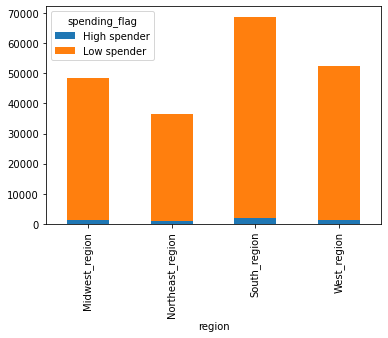 spending_flag
High spender
Low spender
70000
60000
50000
40000
30000
20000
10000
0
Midwest_region
Northeast_region
South_region
West_region
region